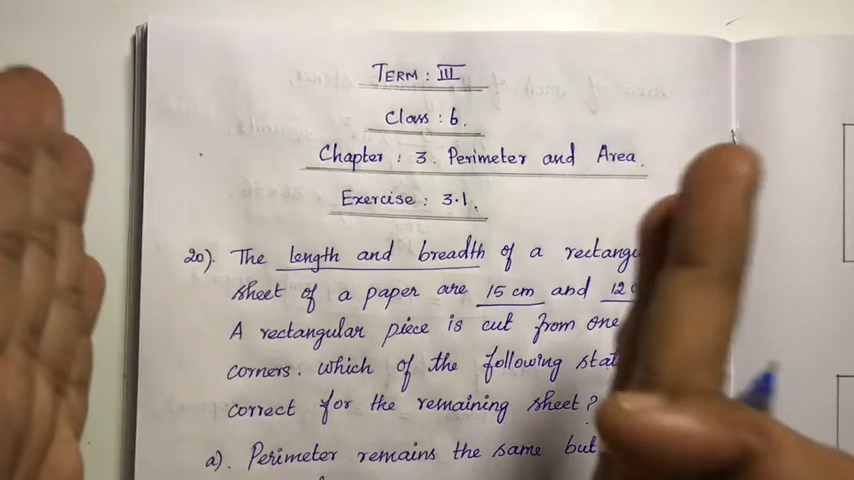 TERM : III
Class : 6.
Chapter : 3. Perimeter and Area.
Exercise : 3.1.
20). The length and breadth of a
sheet of a paper are 15 cm and 12
A rectangular piece is cut from one
corners. which of the following
correct for the remaining sheet?
a). Perimeter remains the same but